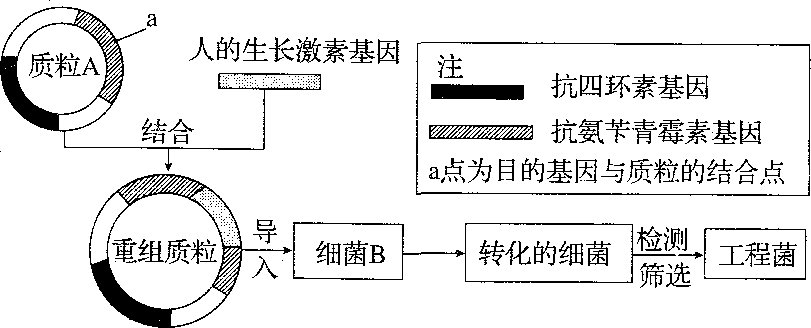 a
质粒A
人的生长激素基因
结合
注
抗四环素基因
抗氨苄青霉素基因
a点为目的基因与质粒的结合点
重组质粒
导入
细菌B
转化的细菌
检测
筛选
工程菌